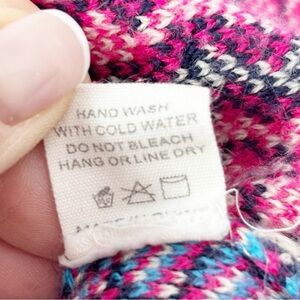 HAND WASH
WITH COLD WATER
DO NOT BLEACH
HANG OR LINE DRY